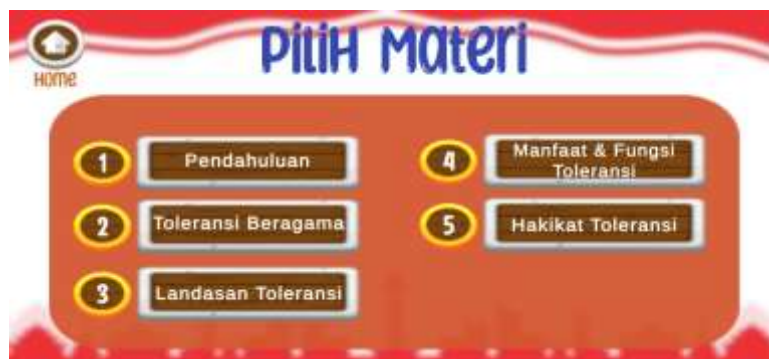 Pilih Materi
Home
1 Pendahuluan
2 Toleransi Beragama
3 Landasan Toleransi
4 Manfaat & Fungsi
Toleransi
5 Hakikat Toleransi